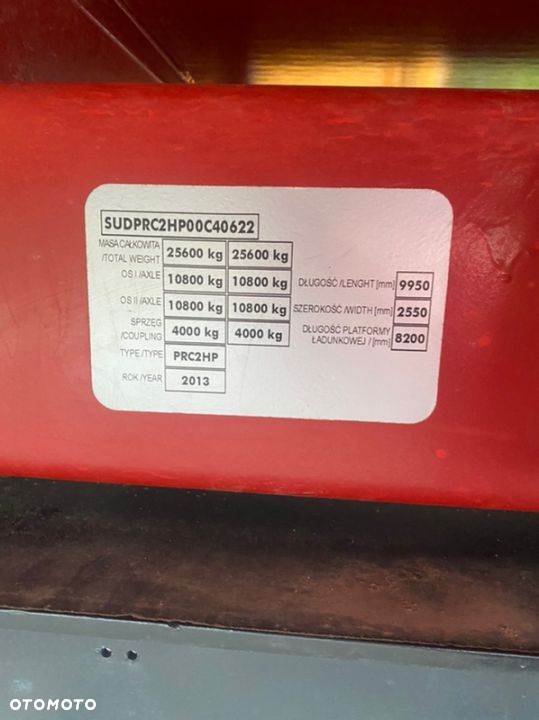 SUDPRC2HP00C40622
MASA CAŁKOWITA
/TOTAL WEIGHT 25600 kg 25600 kg
OS I /AXLE 10800 kg 10800 kg DŁUGOŚĆ /LENGHT [mm] 9950
OS II /AXLE 10800 kg 10800 kg SZEROKOŚĆ /WIDTH [mm] 2550
SPRZĘG
/COUPLING 4000 kg 4000 kg
DŁUGOŚĆ PLATFORMY
ŁADUNKOWEJ / [mm] 8200
TYPE /TYPE PRC2HP
ROK /YEAR 2013
OTOMOTO